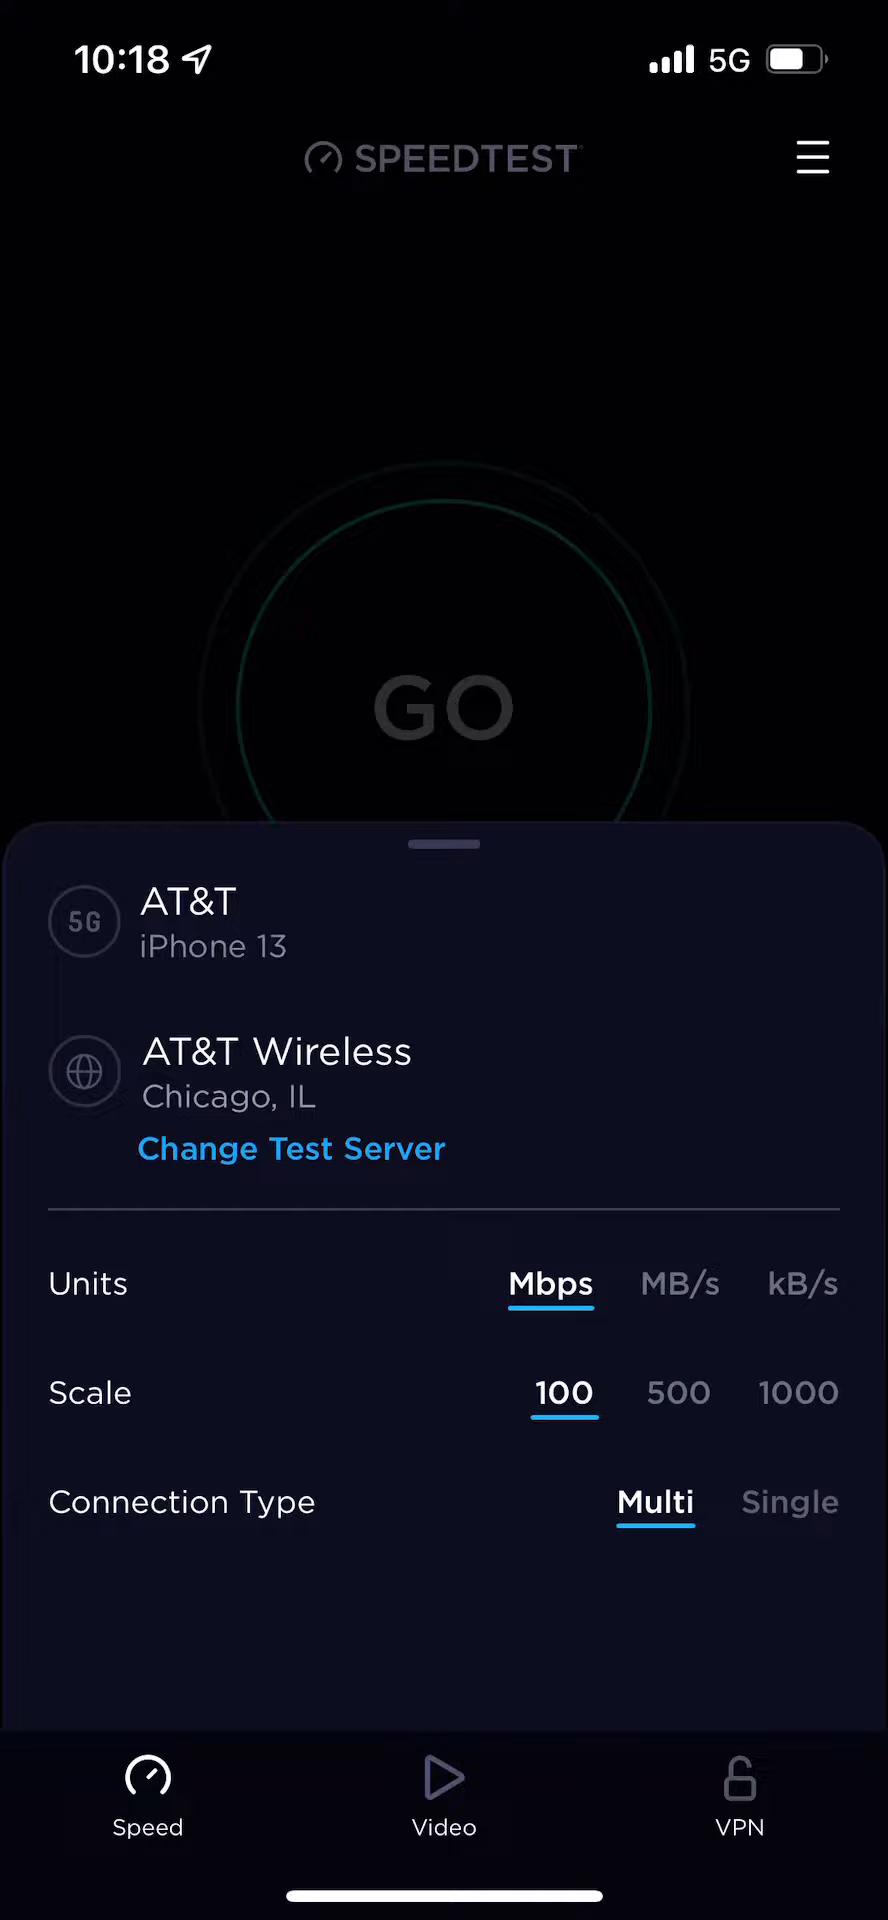 10:18 5G
SPEEDTEST
GO
5G AT&T
iPhone 13
AT&T Wireless
Chicago, IL
Change Test Server
Units Mbps MB/s kB/s
Scale 100 500 1000
Connection Type Multi Single
Speed Video VPN